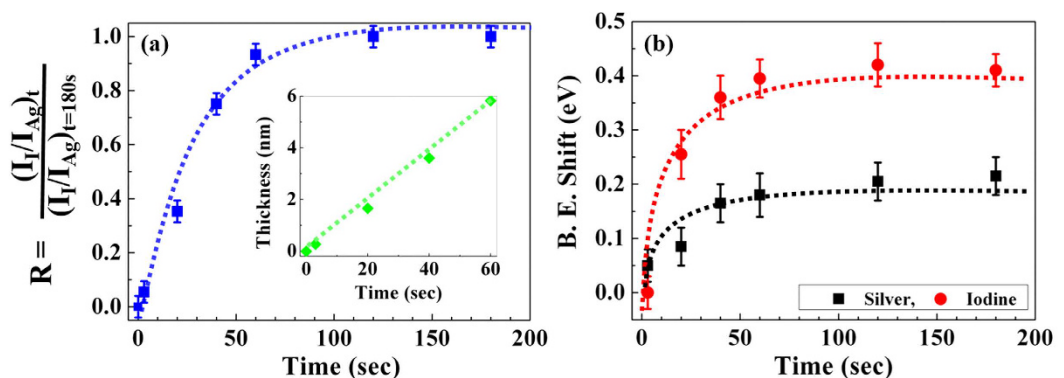 (a)
R = (I_I/I_Ag)_t
(I_I/I_Ag)_t=180s
1.0
0.8
0.6
0.4
0.2
0.0
0 50 100 150 200
Time (sec)
Thickness (nm)
6
4
2
0
0 20 40 60
Time (sec)
(b)
B. E. Shift (eV)
0.5
0.4
0.3
0.2
0.1
0.0
Silver, Iodine
0 50 100 150 200
Time (sec)